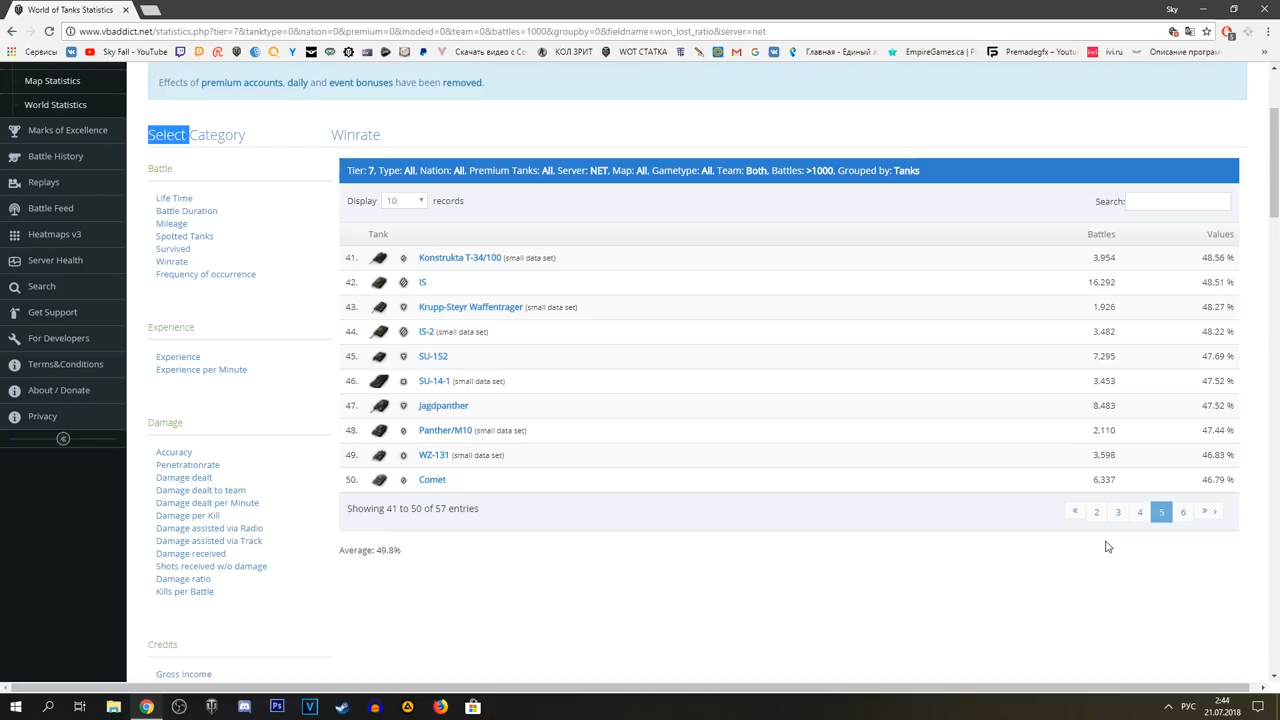 World of Tanks Statistics
Sky
www.vbaddict.net/statistics.php?tier=7&tanktype=0&nation=0&premium=0&modeid=0&team=0&battles=1000&groupby=0&fieldname=won_lost_ratio&server=net
Сервисы
Sky Fall - YouTube
Скачать видео с Со
КОЛ ЗРИТ
WOT СТАТКА
Главная - Единый д
EmpireGames.ca | Ро
Premadegfx – Youtu
ivi.ru
Описание програм
Map Statistics
World Statistics
Marks of Excellence
Battle History
Replays
Battle Feed
Heatmaps v3
Server Health
Search
Get Support
For Developers
Terms&Conditions
About / Donate
Privacy
Effects of premium accounts, daily and event bonuses have been removed.
Select Category
Winrate
Battle
Life Time
Battle Duration
Mileage
Spotted Tanks
Survived
Winrate
Frequency of occurrence
Experience
Experience
Experience per Minute
Damage
Accuracy
Penetrationrate
Damage dealt
Damage dealt to team
Damage dealt per Minute
Damage per Kill
Damage assisted via Radio
Damage assisted via Track
Damage received
Shots received w/o damage
Damage ratio
Kills per Battle
Credits
Gross income
Tier: 7, Type: All, Nation: All, Premium Tanks: All, Server: NET, Map: All, Gametype: All, Team: Both, Battles: >1000, Grouped by: Tanks
Display 10 records
Search:
Tank Battles Values
41. Konstrukta T-34/100 (small data set) 3,954 48.56 %
42. IS 16,292 48.51 %
43. Krupp-Steyr Waffentrager (small data set) 1,926 48.27 %
44. IS-2 (small data set) 3,482 48.22 %
45. SU-152 7,295 47.69 %
46. SU-14-1 (small data set) 3,453 47.52 %
47. Jagdpanther 8,483 47.52 %
48. Panther/M10 (small data set) 2,110 47.44 %
49. WZ-131 (small data set) 3,598 46.83 %
50. Comet 6,337 46.79 %
Showing 41 to 50 of 57 entries
« 2 3 4 5 6 » ›
Average: 49.8%
РУС
2:44
21.07.2018